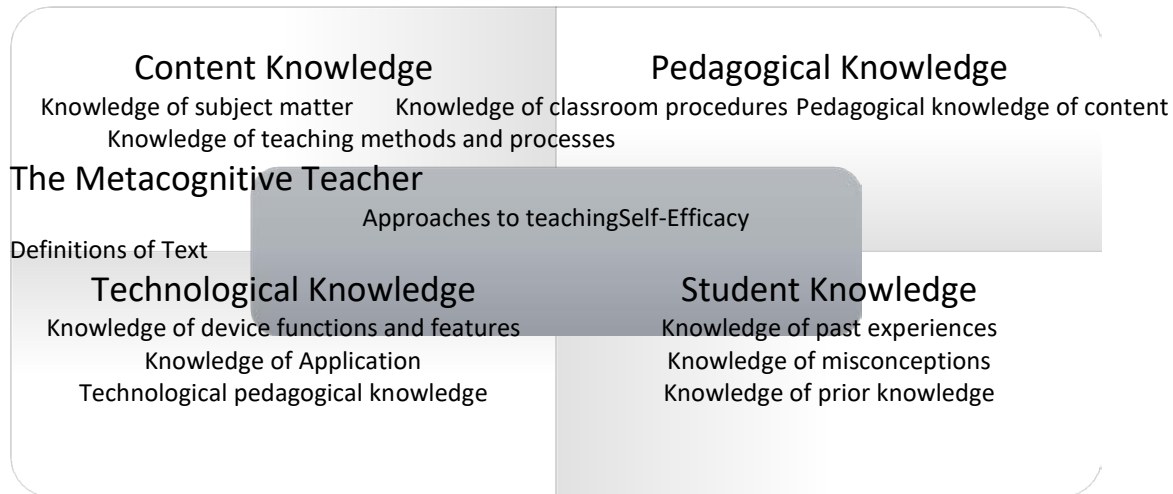 Content Knowledge
Pedagogical Knowledge
Knowledge of subject matter
Knowledge of classroom procedures Pedagogical knowledge of content
Knowledge of teaching methods and processes
The Metacognitive Teacher
Approaches to teachingSelf-Efficacy
Definitions of Text
Technological Knowledge
Knowledge of device functions and features
Knowledge of Application
Technological pedagogical knowledge
Student Knowledge
Knowledge of past experiences
Knowledge of misconceptions
Knowledge of prior knowledge